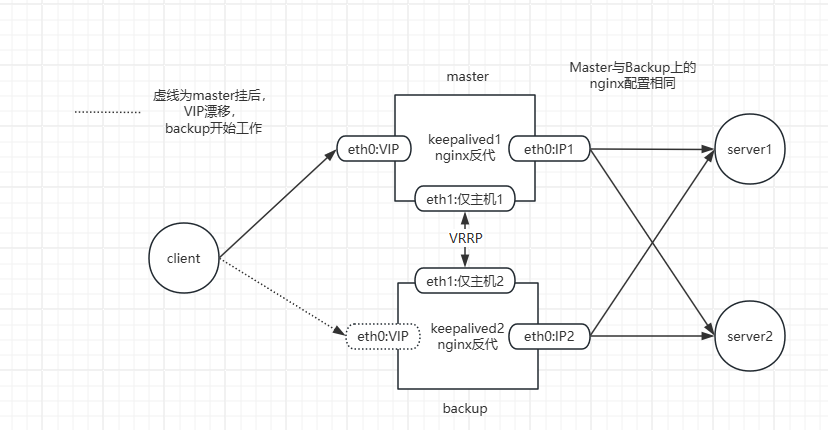 虚线为master挂后，
VIP漂移，
backup开始工作
master
Master与Backup上的
nginx配置相同
eth0:VIP
keepalived1
nginx反代
eth0:IP1
eth1:仅主机1
server1
VRRP
client
eth1:仅主机2
eth0:VIP
keepalived2
nginx反代
eth0:IP2
server2
backup